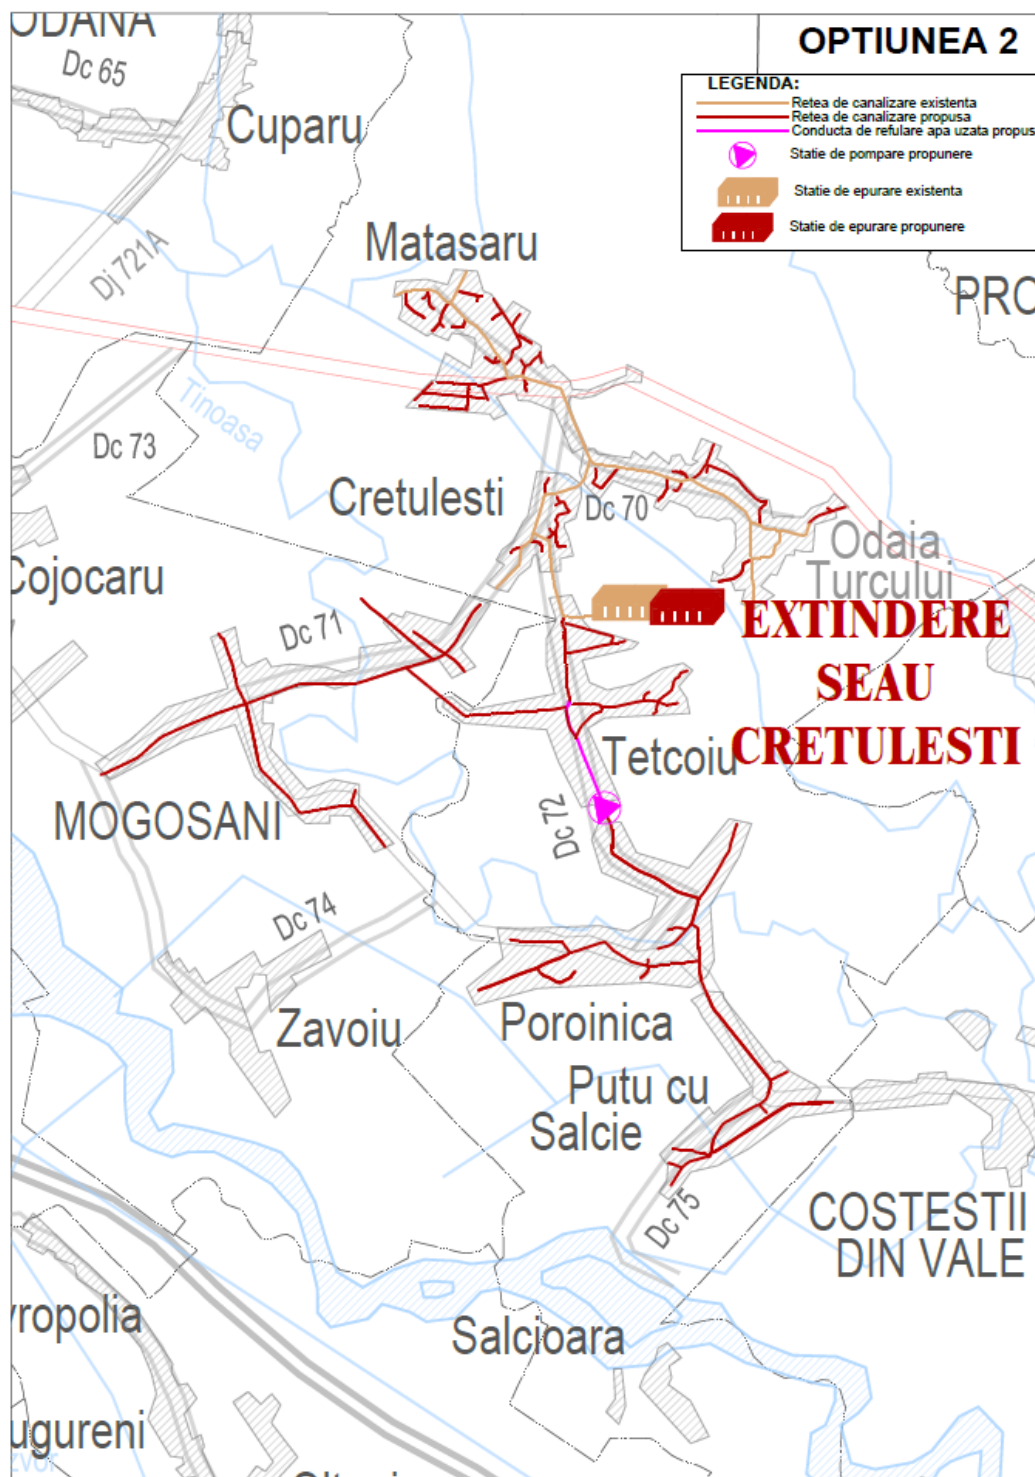 ODANA
OPTIUNEA 2
Dc 65
LEGENDA:
Retea de canalizare existenta
Retea de canalizare propusa
Conducta de refulare apa uzata propus
Statie de pompare propunere
Statie de epurare existenta
Statie de epurare propunere
Cuparu
Matasaru
Dj 721A
PRO
Tinoasa
Dc 73
Cretulesti
Dc 70
Odaia
Turcului
Cojocaru
Dc 71
EXTINDERE
SEAU
CRETULESTI
Tetcoiu
MOGOSANI
Dc 72
Dc 74
Zavoiu
Poroinica
Putu cu
Salcie
Dc 75
COSTESTII
DIN VALE
vropolia
Salcioara
ugureni
zvor